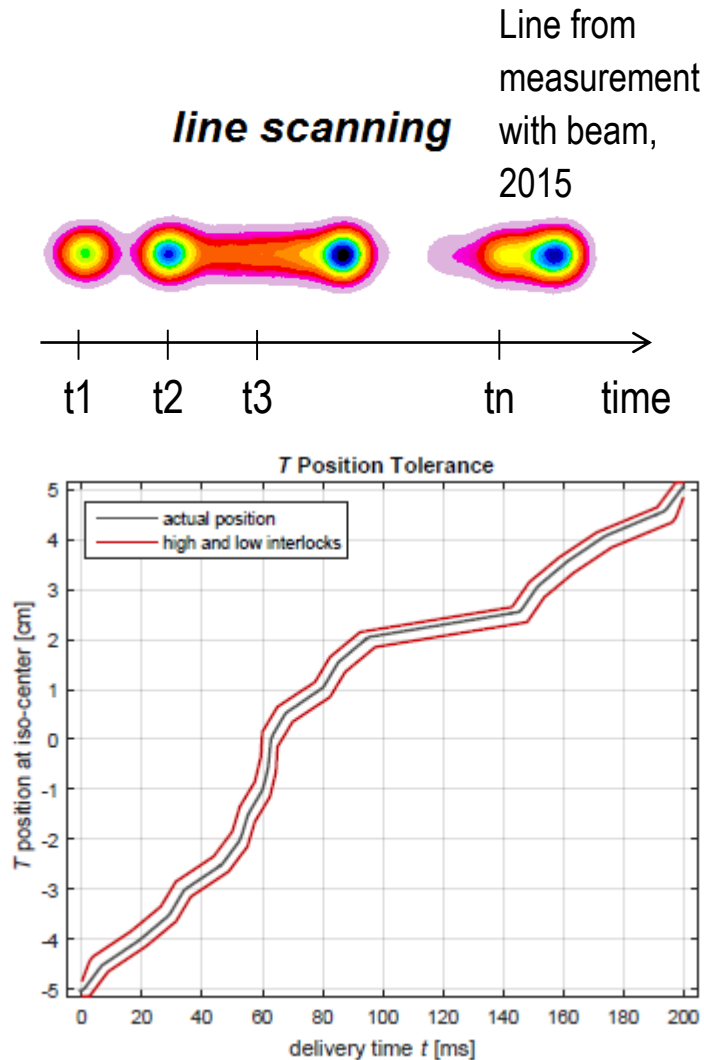 Line from
measurement
with beam,
2015
line scanning
t1 t2 t3 tn time
T Position Tolerance
actual position
high and low interlocks
T position at iso-center [cm]
5
4
3
2
1
0
-1
-2
-3
-4
-5
0 20 40 60 80 100 120 140 160 180 200
delivery time t [ms]